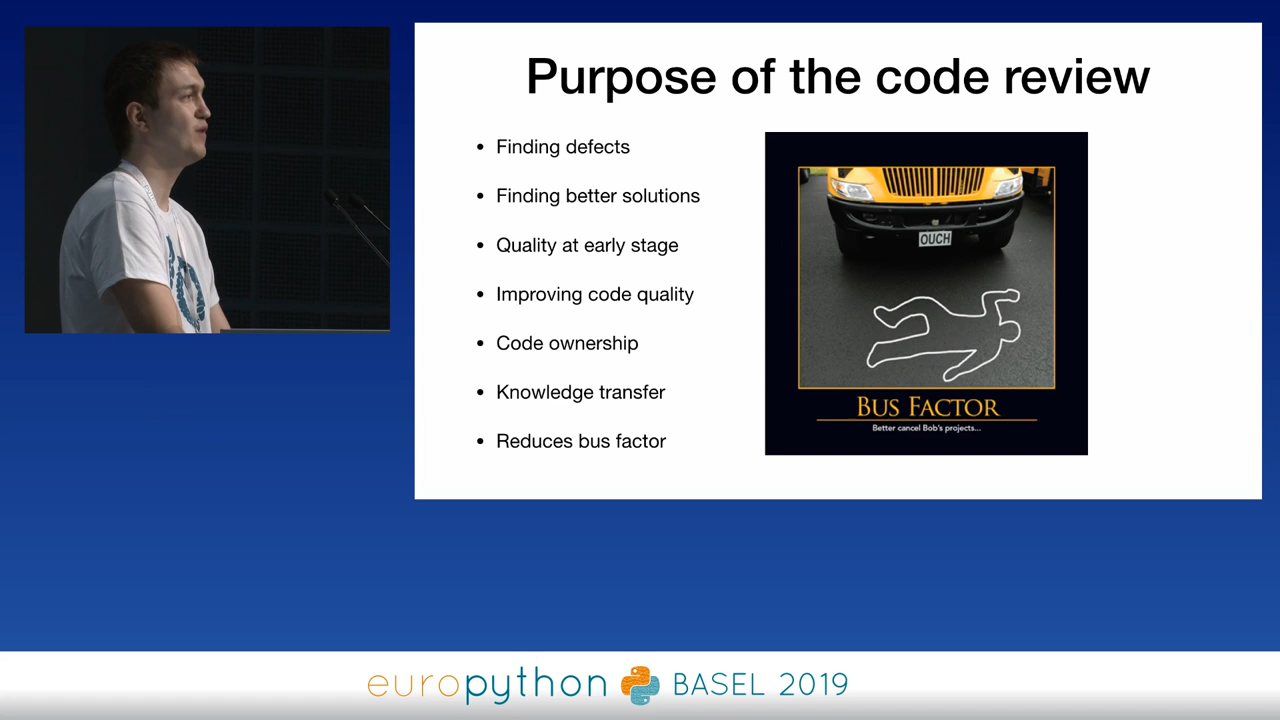 Purpose of the code review
• Finding defects
• Finding better solutions
• Quality at early stage
• Improving code quality
• Code ownership
• Knowledge transfer
• Reduces bus factor
OUCH
BUS FACTOR
Better cancel Bob's projects...
europython BASEL 2019